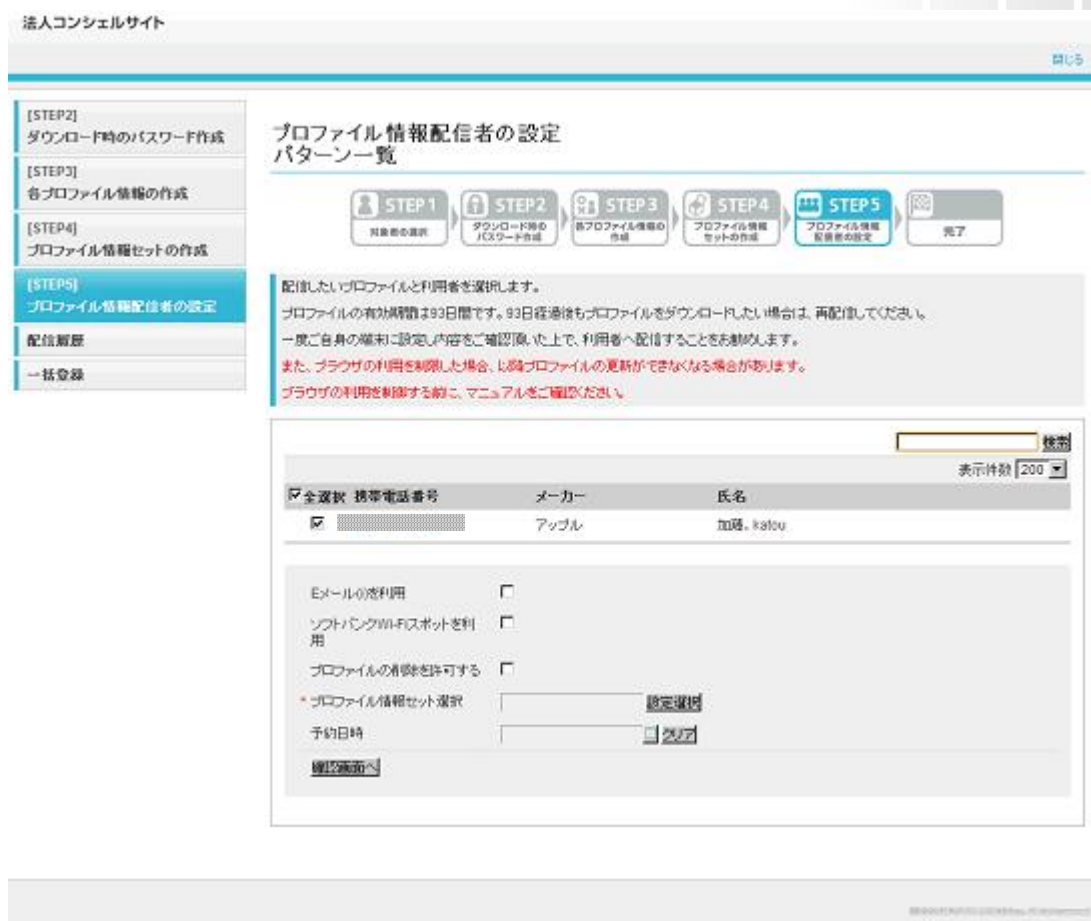 法人コンシェルサイト
閉じる
[STEP2]
ダウンロード時のパスワード作成
[STEP3]
各プロファイル情報の作成
[STEP4]
プロファイル情報セットの作成
[STEP5]
プロファイル情報配信者の設定
配信履歴
一括登録
プロファイル情報配信者の設定
パターン一覧
STEP1
対象者の選択
STEP2
ダウンロード時の
パスワード作成
STEP3
各プロファイル情報の
作成
STEP4
プロファイル情報
セットの作成
STEP5
プロファイル情報
配信者の設定
完了
配信したいプロファイルと利用者を選択します。
プロファイルの有効期間は93日間です。93日経過後もプロファイルをダウンロードしたい場合は、再配信してください。
一度ご自身の端末に設定し内容をご確認頂いた上で、利用者へ配信することをお勧めします。
また、ブラウザの利用を制限した場合、以降プロファイルの更新ができなくなる場合があります。
ブラウザの利用を制御する前に、マニュアルをご確認ください。
検索
表示件数 200
全選択 携帯電話番号 メーカー 氏名
アップル 加藤。katou
Eメール(i)を利用
ソフトバンクWi-Fiスポットを利
用
プロファイルの削除を許可する
* プロファイル情報セット選択 設定選択
予約日時 クリア
確認画面へ